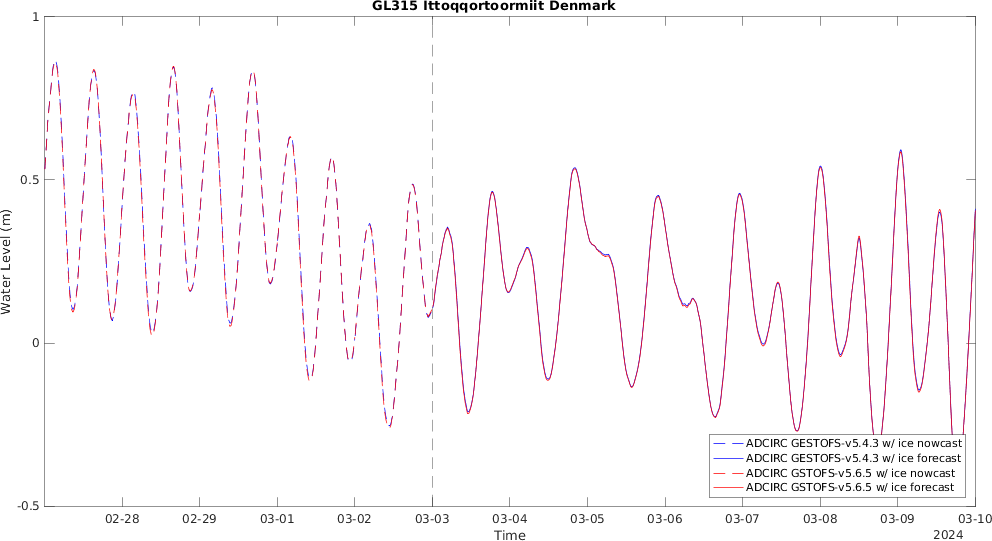 GL315 Ittoqqortoormiit Denmark
1
0.5
0
-0.5
Water Level (m)
02-28 02-29 03-01 03-02 03-03 03-04 03-05 03-06 03-07 03-08 03-09 03-10
Time
2024
ADCIRC GESTOFS-v5.4.3 w/ ice nowcast
ADCIRC GESTOFS-v5.4.3 w/ ice forecast
ADCIRC GSTOFS-v5.6.5 w/ ice nowcast
ADCIRC GSTOFS-v5.6.5 w/ ice forecast